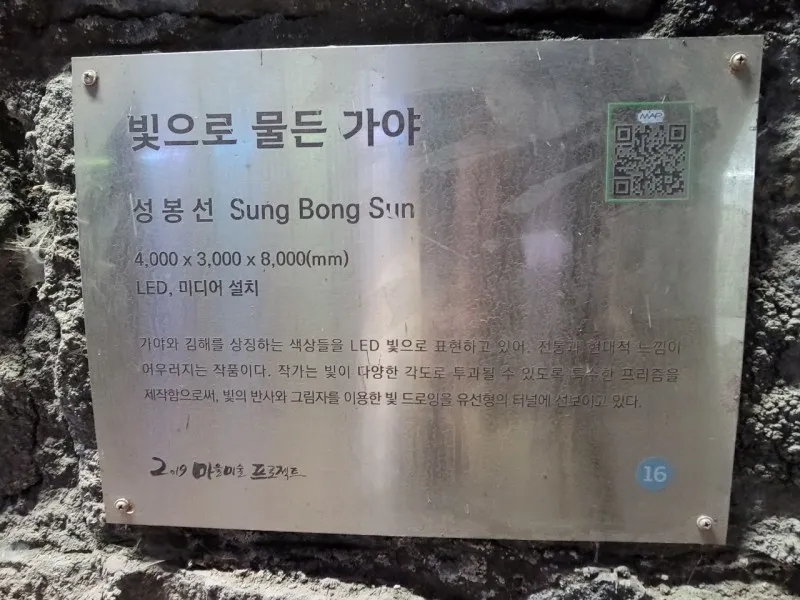 빛으로 물든 가야
MAP
성봉선 Sung Bong Sun
4,000 x 3,000 x 8,000(mm)
LED, 미디어 설치
가야와 김해를 상징하는 색상들을 LED 빛으로 표현하고 있어, 전통과 현대적 느낌이
어우러지는 작품이다. 작가는 빛이 다양한 각도로 투과될 수 있도록 특수한 프리즘을
제작함으로써, 빛의 반사와 그림자를 이용한 빛 드로잉을 유선형의 터널에 선보이고 있다.
2019 마을미술 프로젝트
16